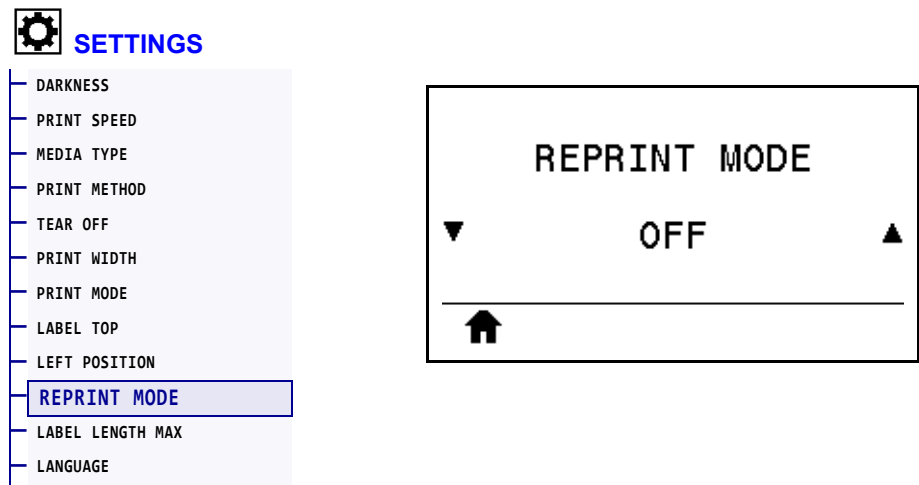 SETTINGS
DARKNESS
PRINT SPEED
MEDIA TYPE
PRINT METHOD
TEAR OFF
PRINT WIDTH
PRINT MODE
LABEL TOP
LEFT POSITION
REPRINT MODE
LABEL LENGTH MAX
LANGUAGE
REPRINT MODE
OFF